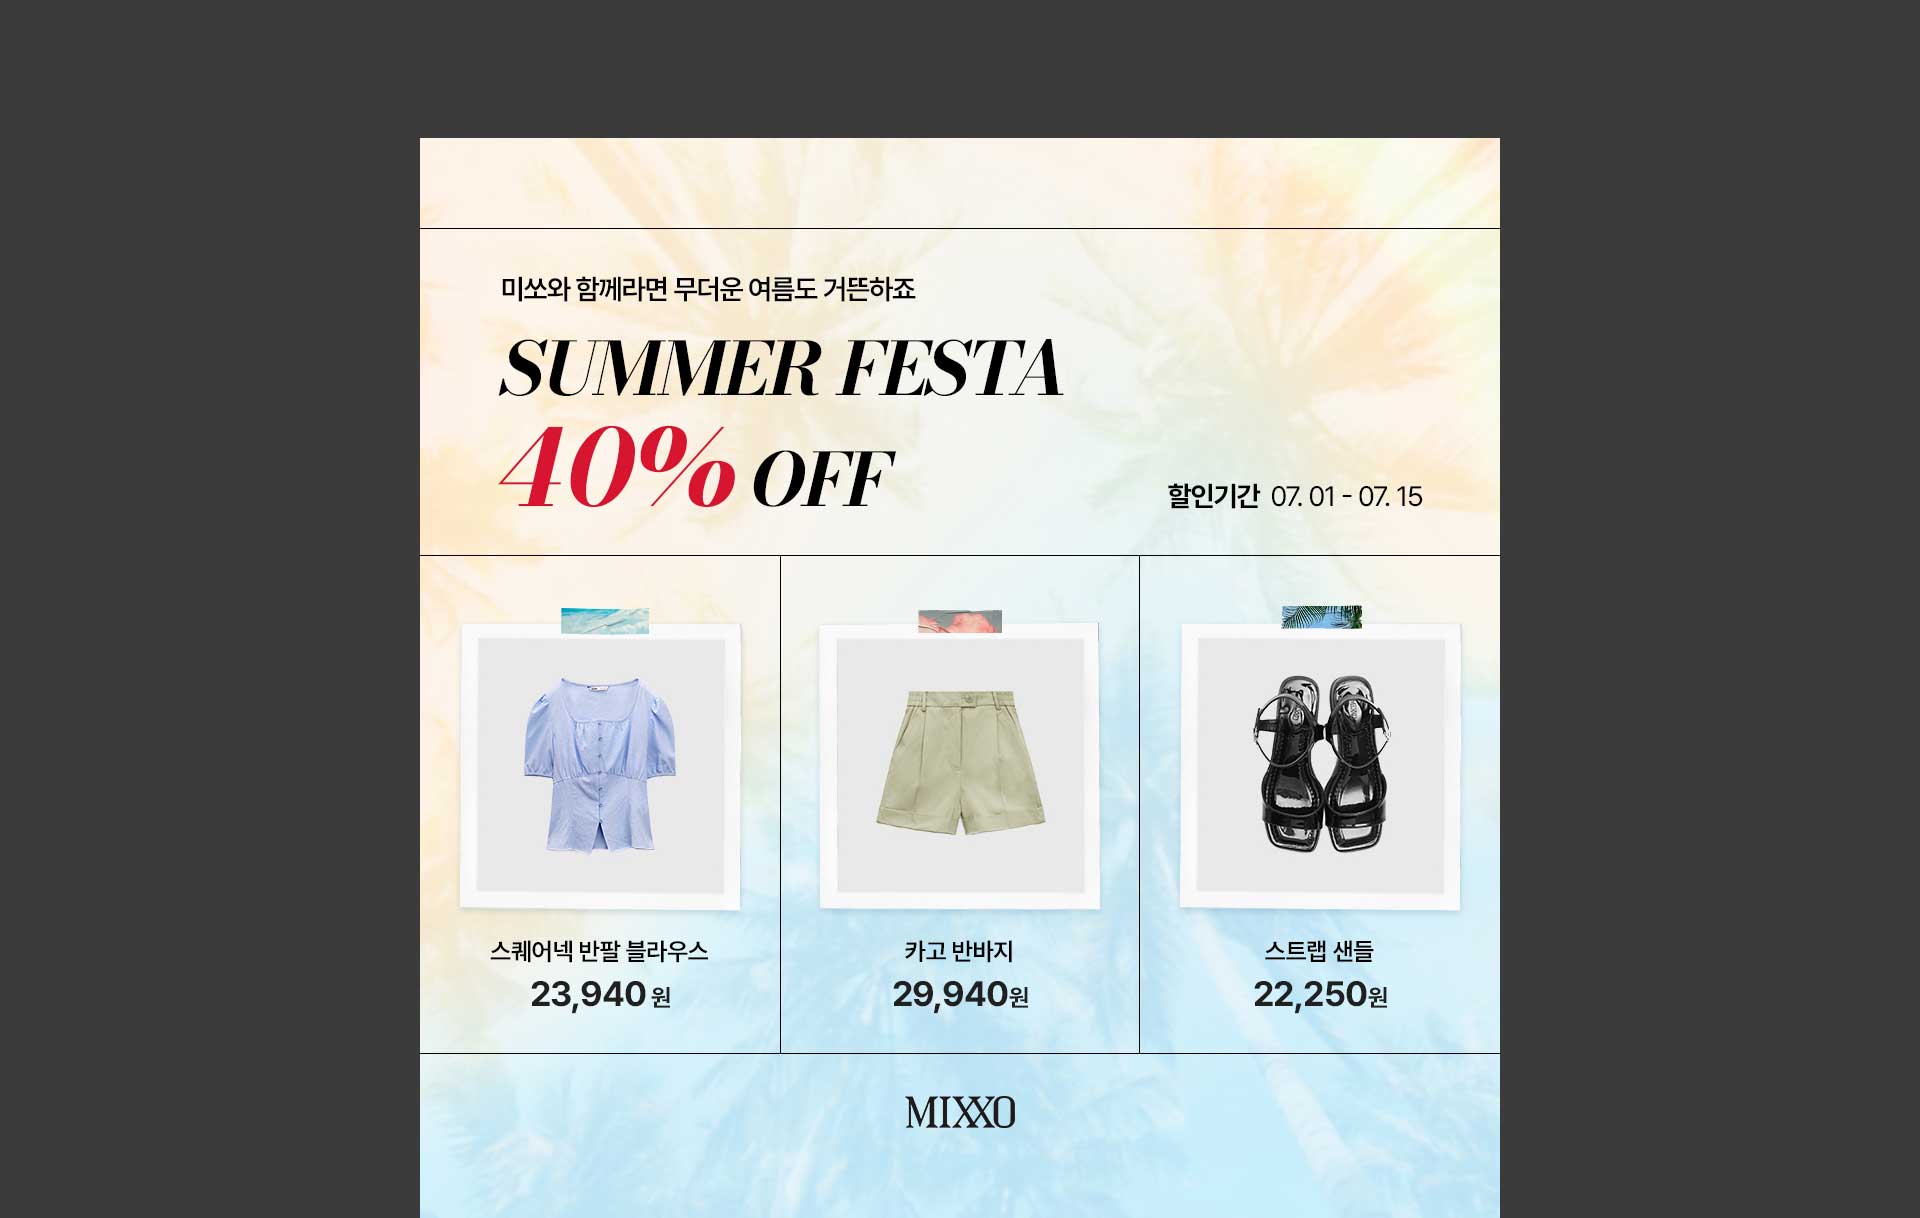 미쏘와 함께라면 무더운 여름도 거뜬하죠
SUMMER FESTA
40% OFF
할인기간 07. 01 - 07. 15
스퀘어넥 반팔 블라우스
23,940 원
카고 반바지
29,940원
스트랩 샌들
22,250원
MIXXO